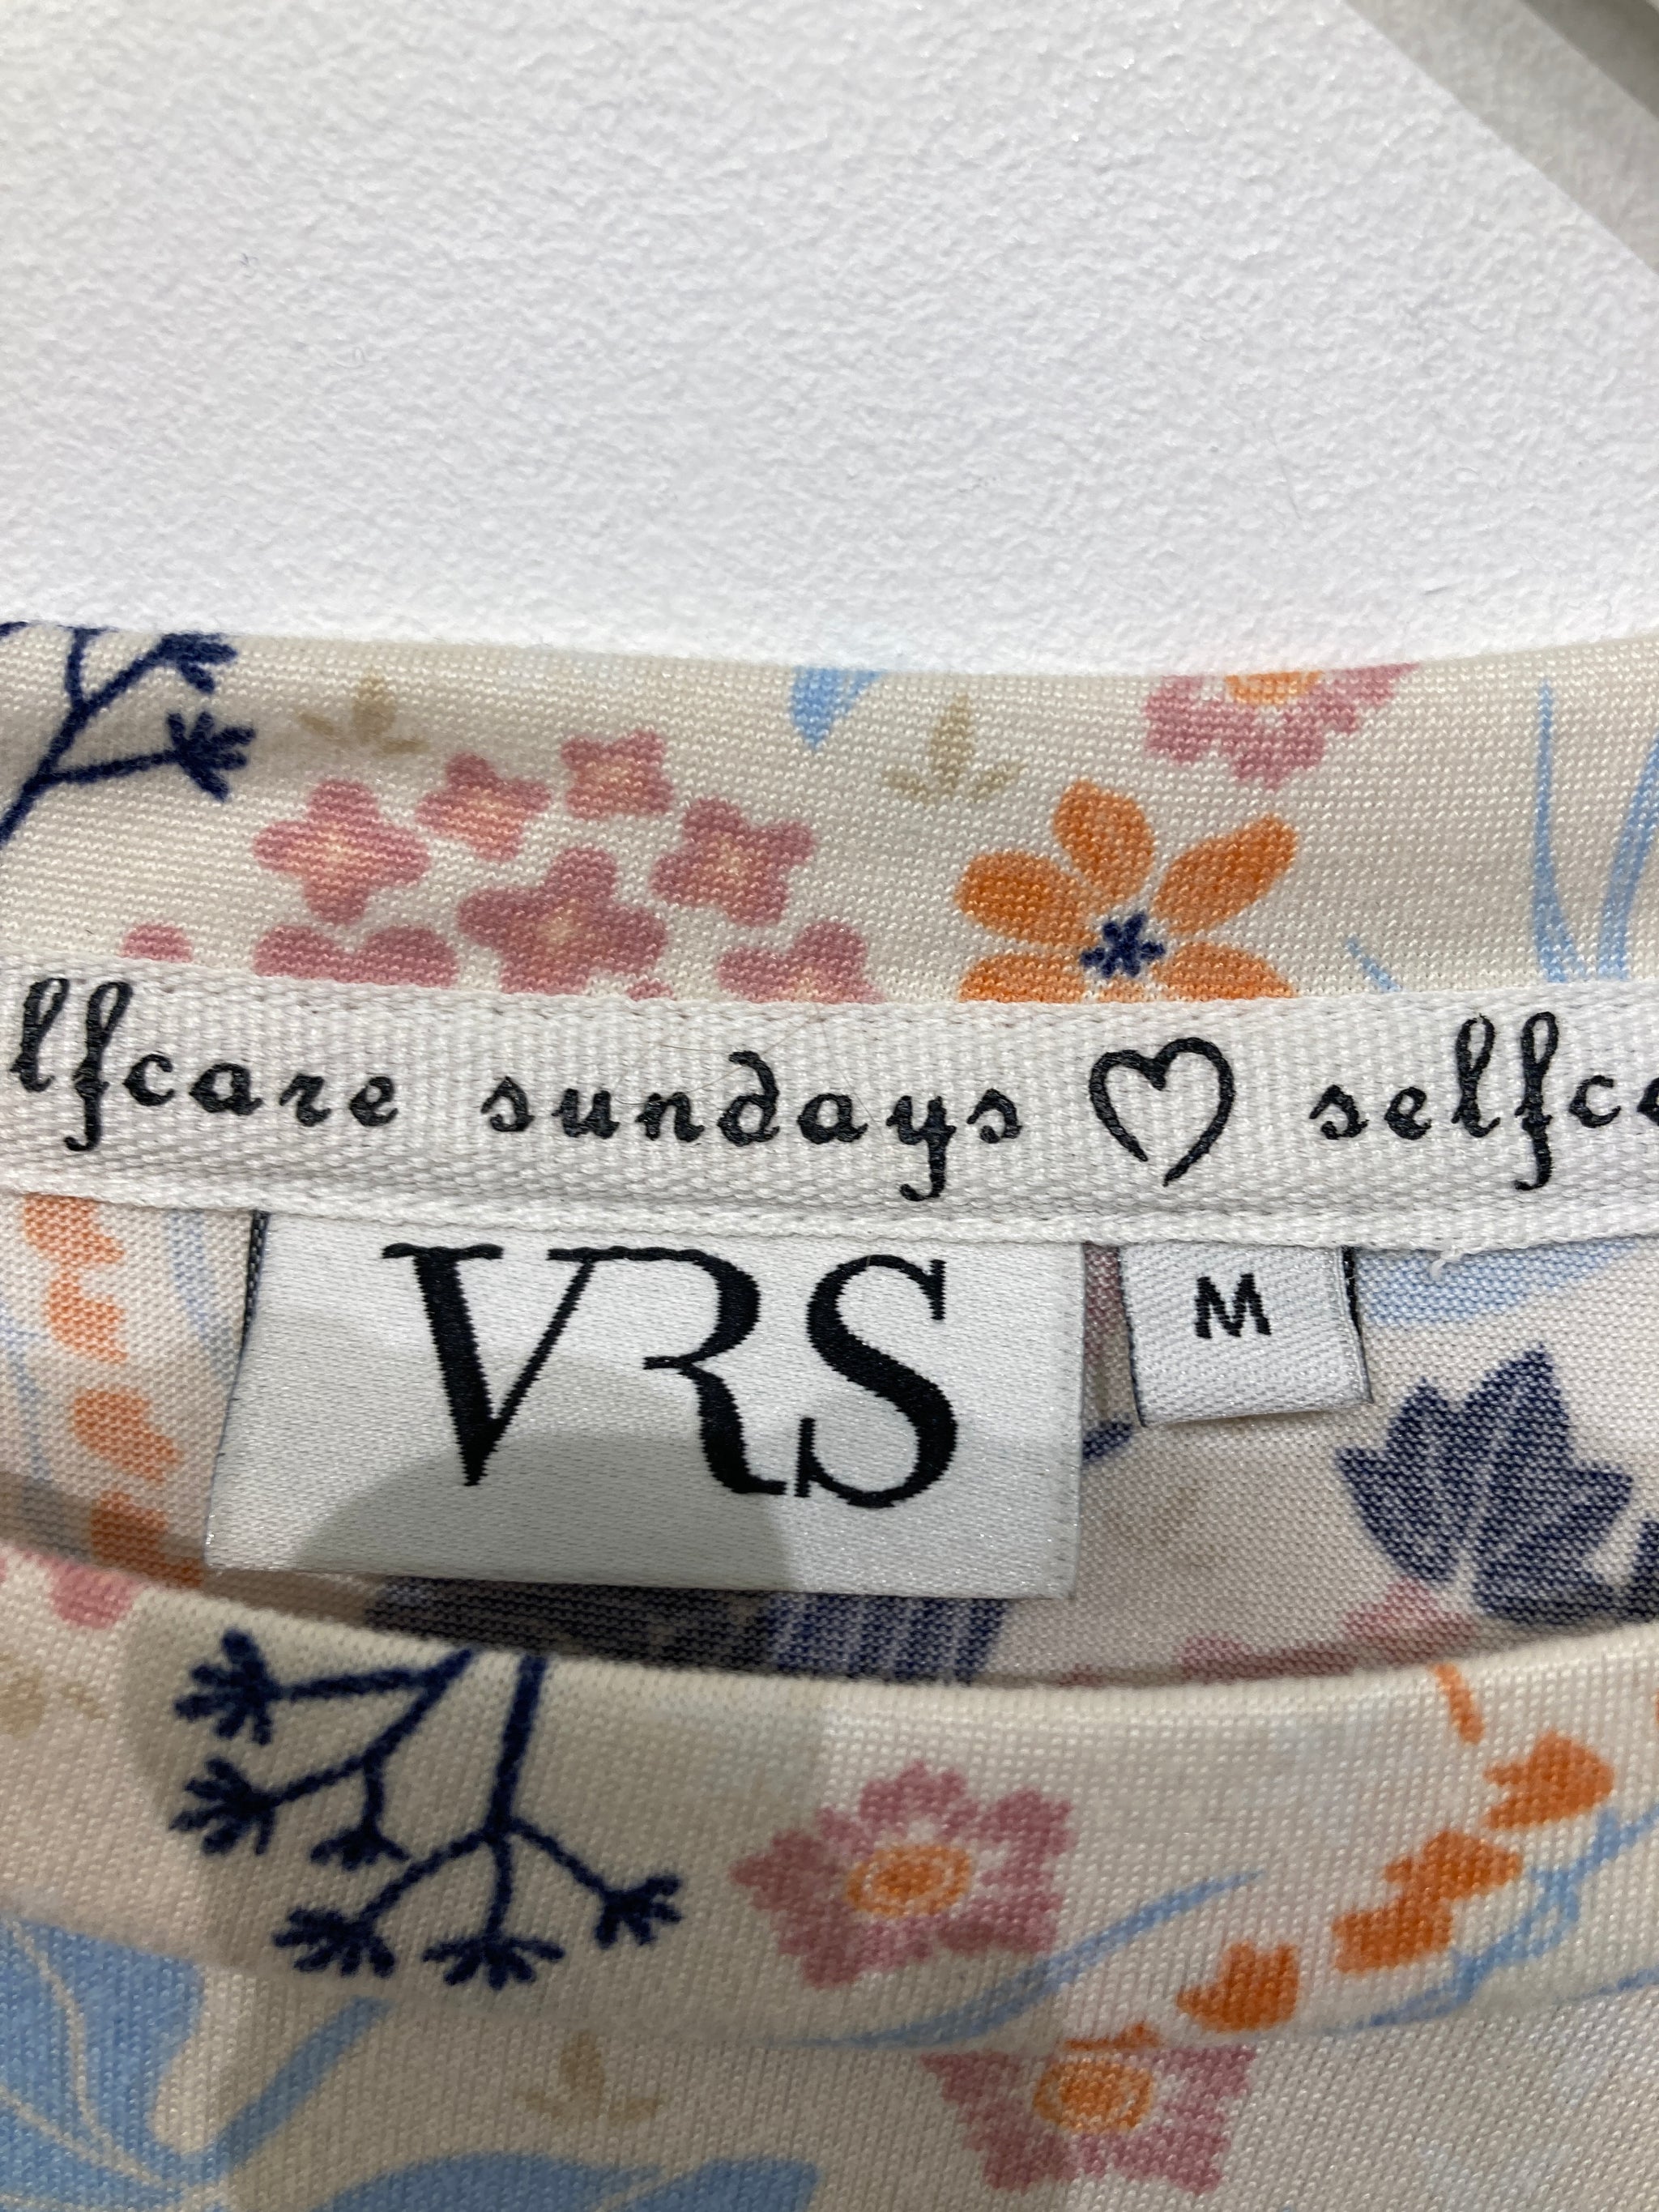 lfcare sundays ♡ selfc
VRS
M